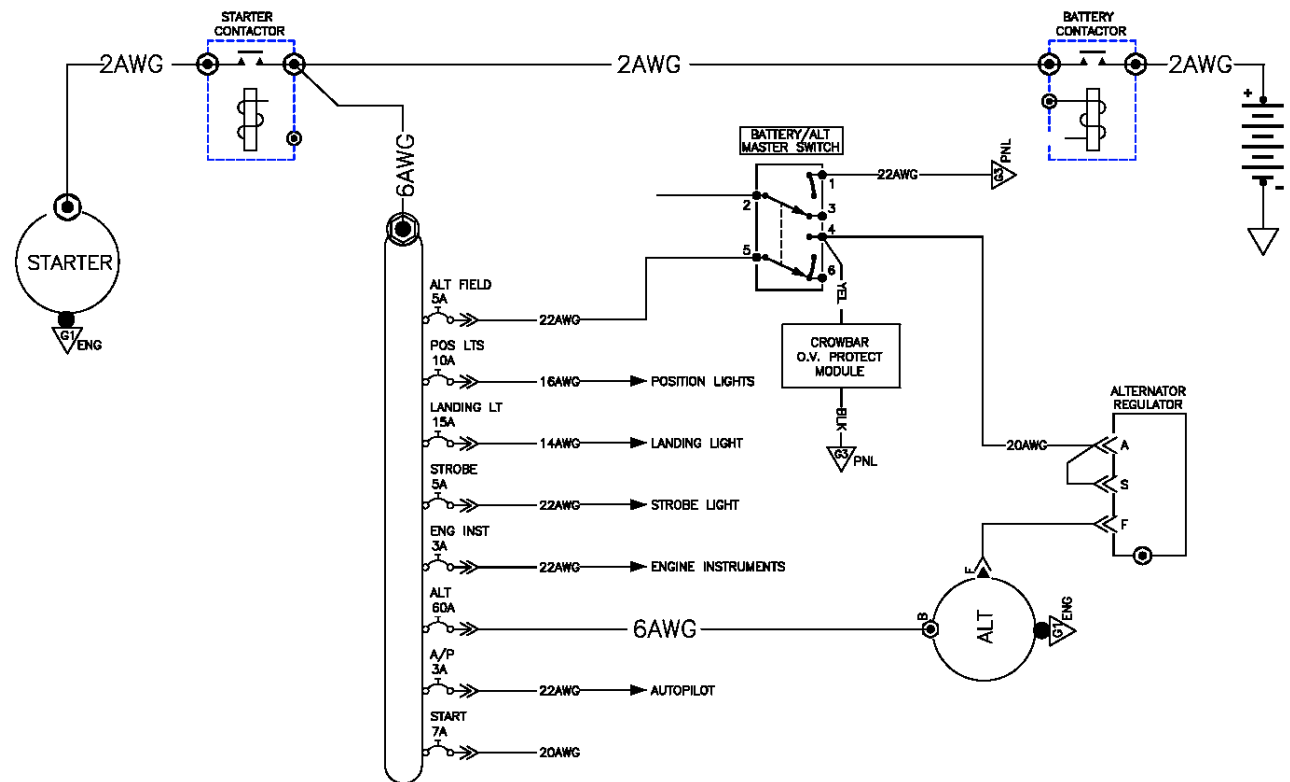 STARTER
CONTACTOR
BATTERY
CONTACTOR
2AWG
2AWG
2AWG
+
-
6AWG
BATTERY/ALT
MASTER SWITCH
1
2
3
4
5
6
22AWG
G3
PNL
STARTER
G1
ENG
YEL
CROWBAR
O.V. PROTECT
MODULE
BLK
G3
PNL
ALT FIELD
5A
22AWG
POS LTS
10A
16AWG
POSITION LIGHTS
LANDING LT
15A
14AWG
LANDING LIGHT
STROBE
5A
22AWG
STROBE LIGHT
ENG INST
3A
22AWG
ENGINE INSTRUMENTS
ALT
60A
6AWG
A/P
3A
22AWG
AUTOPILOT
START
7A
20AWG
ALTERNATOR
REGULATOR
20AWG
A
S
F
F
B
ALT
G1
ENG